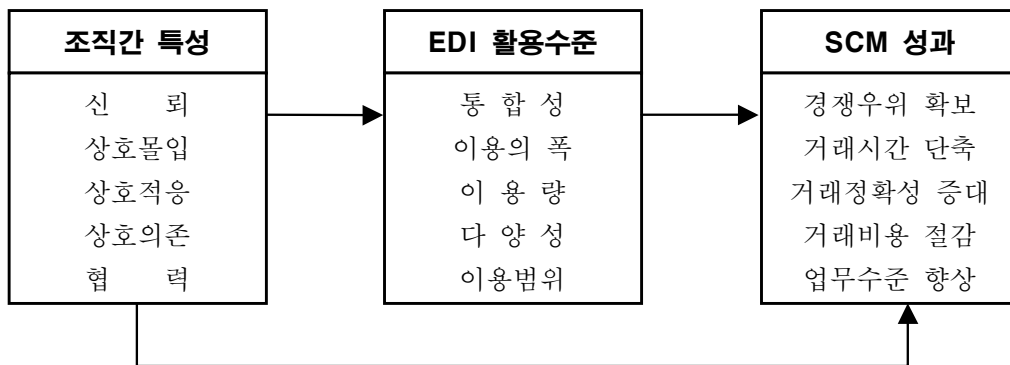 조직간 특성
신 뢰
상호몰입
상호적응
상호의존
협 력
EDI 활용수준
통 합 성
이용의 폭
이 용 량
다 양 성
이용범위
SCM 성과
경쟁우위 확보
거래시간 단축
거래정확성 증대
거래비용 절감
업무수준 향상